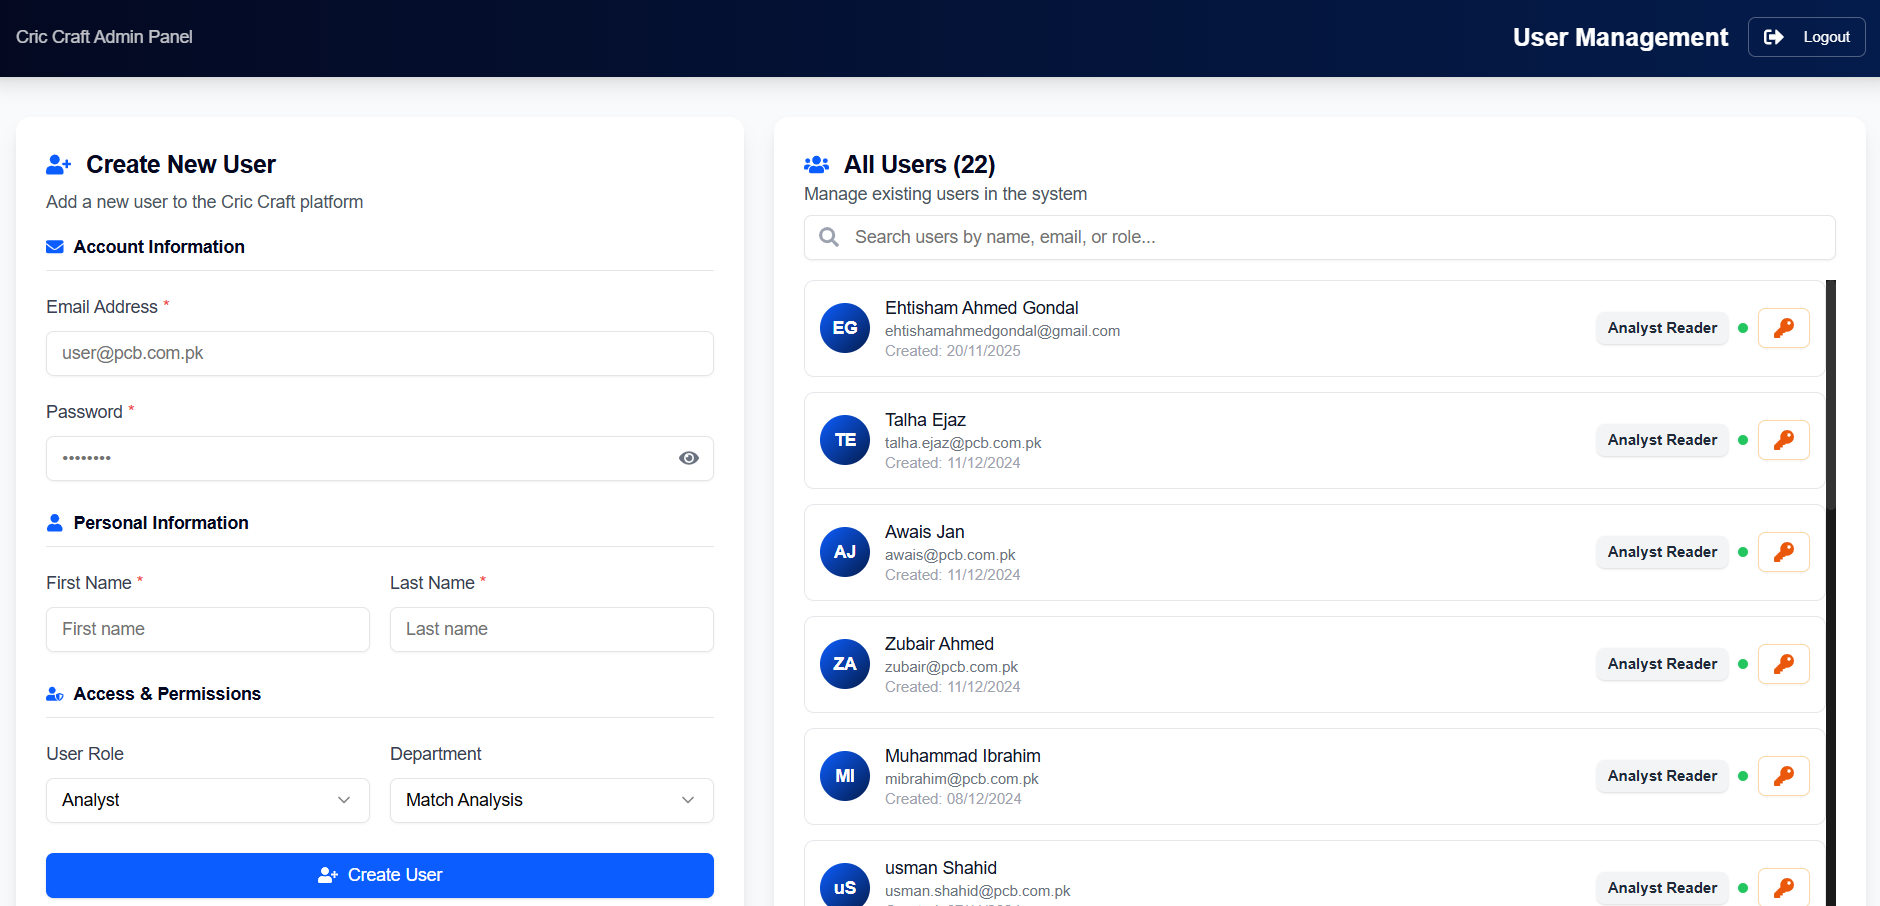 Cric Craft Admin Panel
User Management
Logout
Create New User
Add a new user to the Cric Craft platform
Account Information
Email Address *
user@pcb.com.pk
Password *
••••••••
Personal Information
First Name *
Last Name *
First name
Last name
Access & Permissions
User Role
Department
Analyst
Match Analysis
Create User
All Users (22)
Manage existing users in the system
Search users by name, email, or role...
EG
Ehtisham Ahmed Gondal
ehtishamahmedgondal@gmail.com
Created: 20/11/2025
Analyst Reader
TE
Talha Ejaz
talha.ejaz@pcb.com.pk
Created: 11/12/2024
Analyst Reader
AJ
Awais Jan
awais@pcb.com.pk
Created: 11/12/2024
Analyst Reader
ZA
Zubair Ahmed
zubair@pcb.com.pk
Created: 11/12/2024
Analyst Reader
MI
Muhammad Ibrahim
mibrahim@pcb.com.pk
Created: 08/12/2024
Analyst Reader
uS
usman Shahid
usman.shahid@pcb.com.pk
Analyst Reader